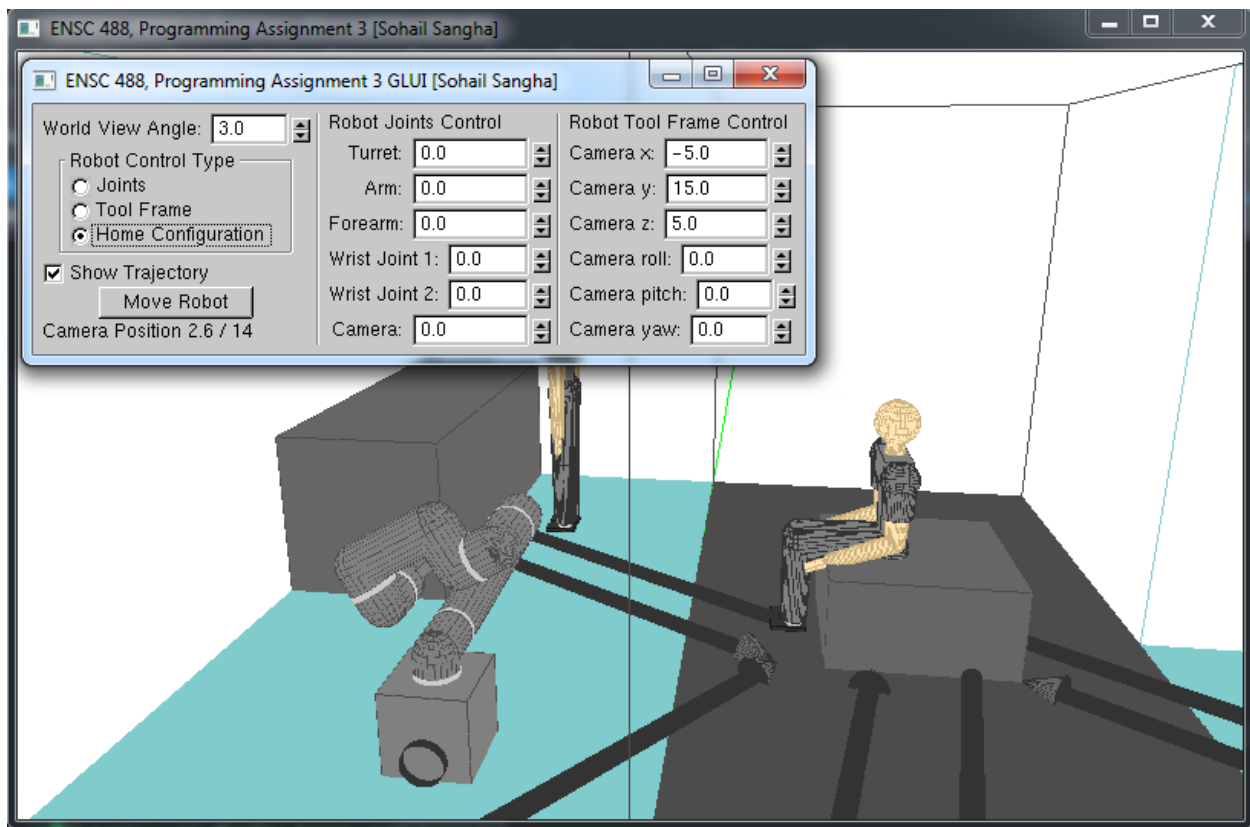 ENSC 488, Programming Assignment 3 [Sohail Sangha]
ENSC 488, Programming Assignment 3 GLUI [Sohail Sangha]
World View Angle: 3.0
Robot Control Type
Joints
Tool Frame
Home Configuration
Show Trajectory
Move Robot
Camera Position 2.6 / 14
Robot Joints Control
Turret: 0.0
Arm: 0.0
Forearm: 0.0
Wrist Joint 1: 0.0
Wrist Joint 2: 0.0
Camera: 0.0
Robot Tool Frame Control
Camera x: -5.0
Camera y: 15.0
Camera z: 5.0
Camera roll: 0.0
Camera pitch: 0.0
Camera yaw: 0.0